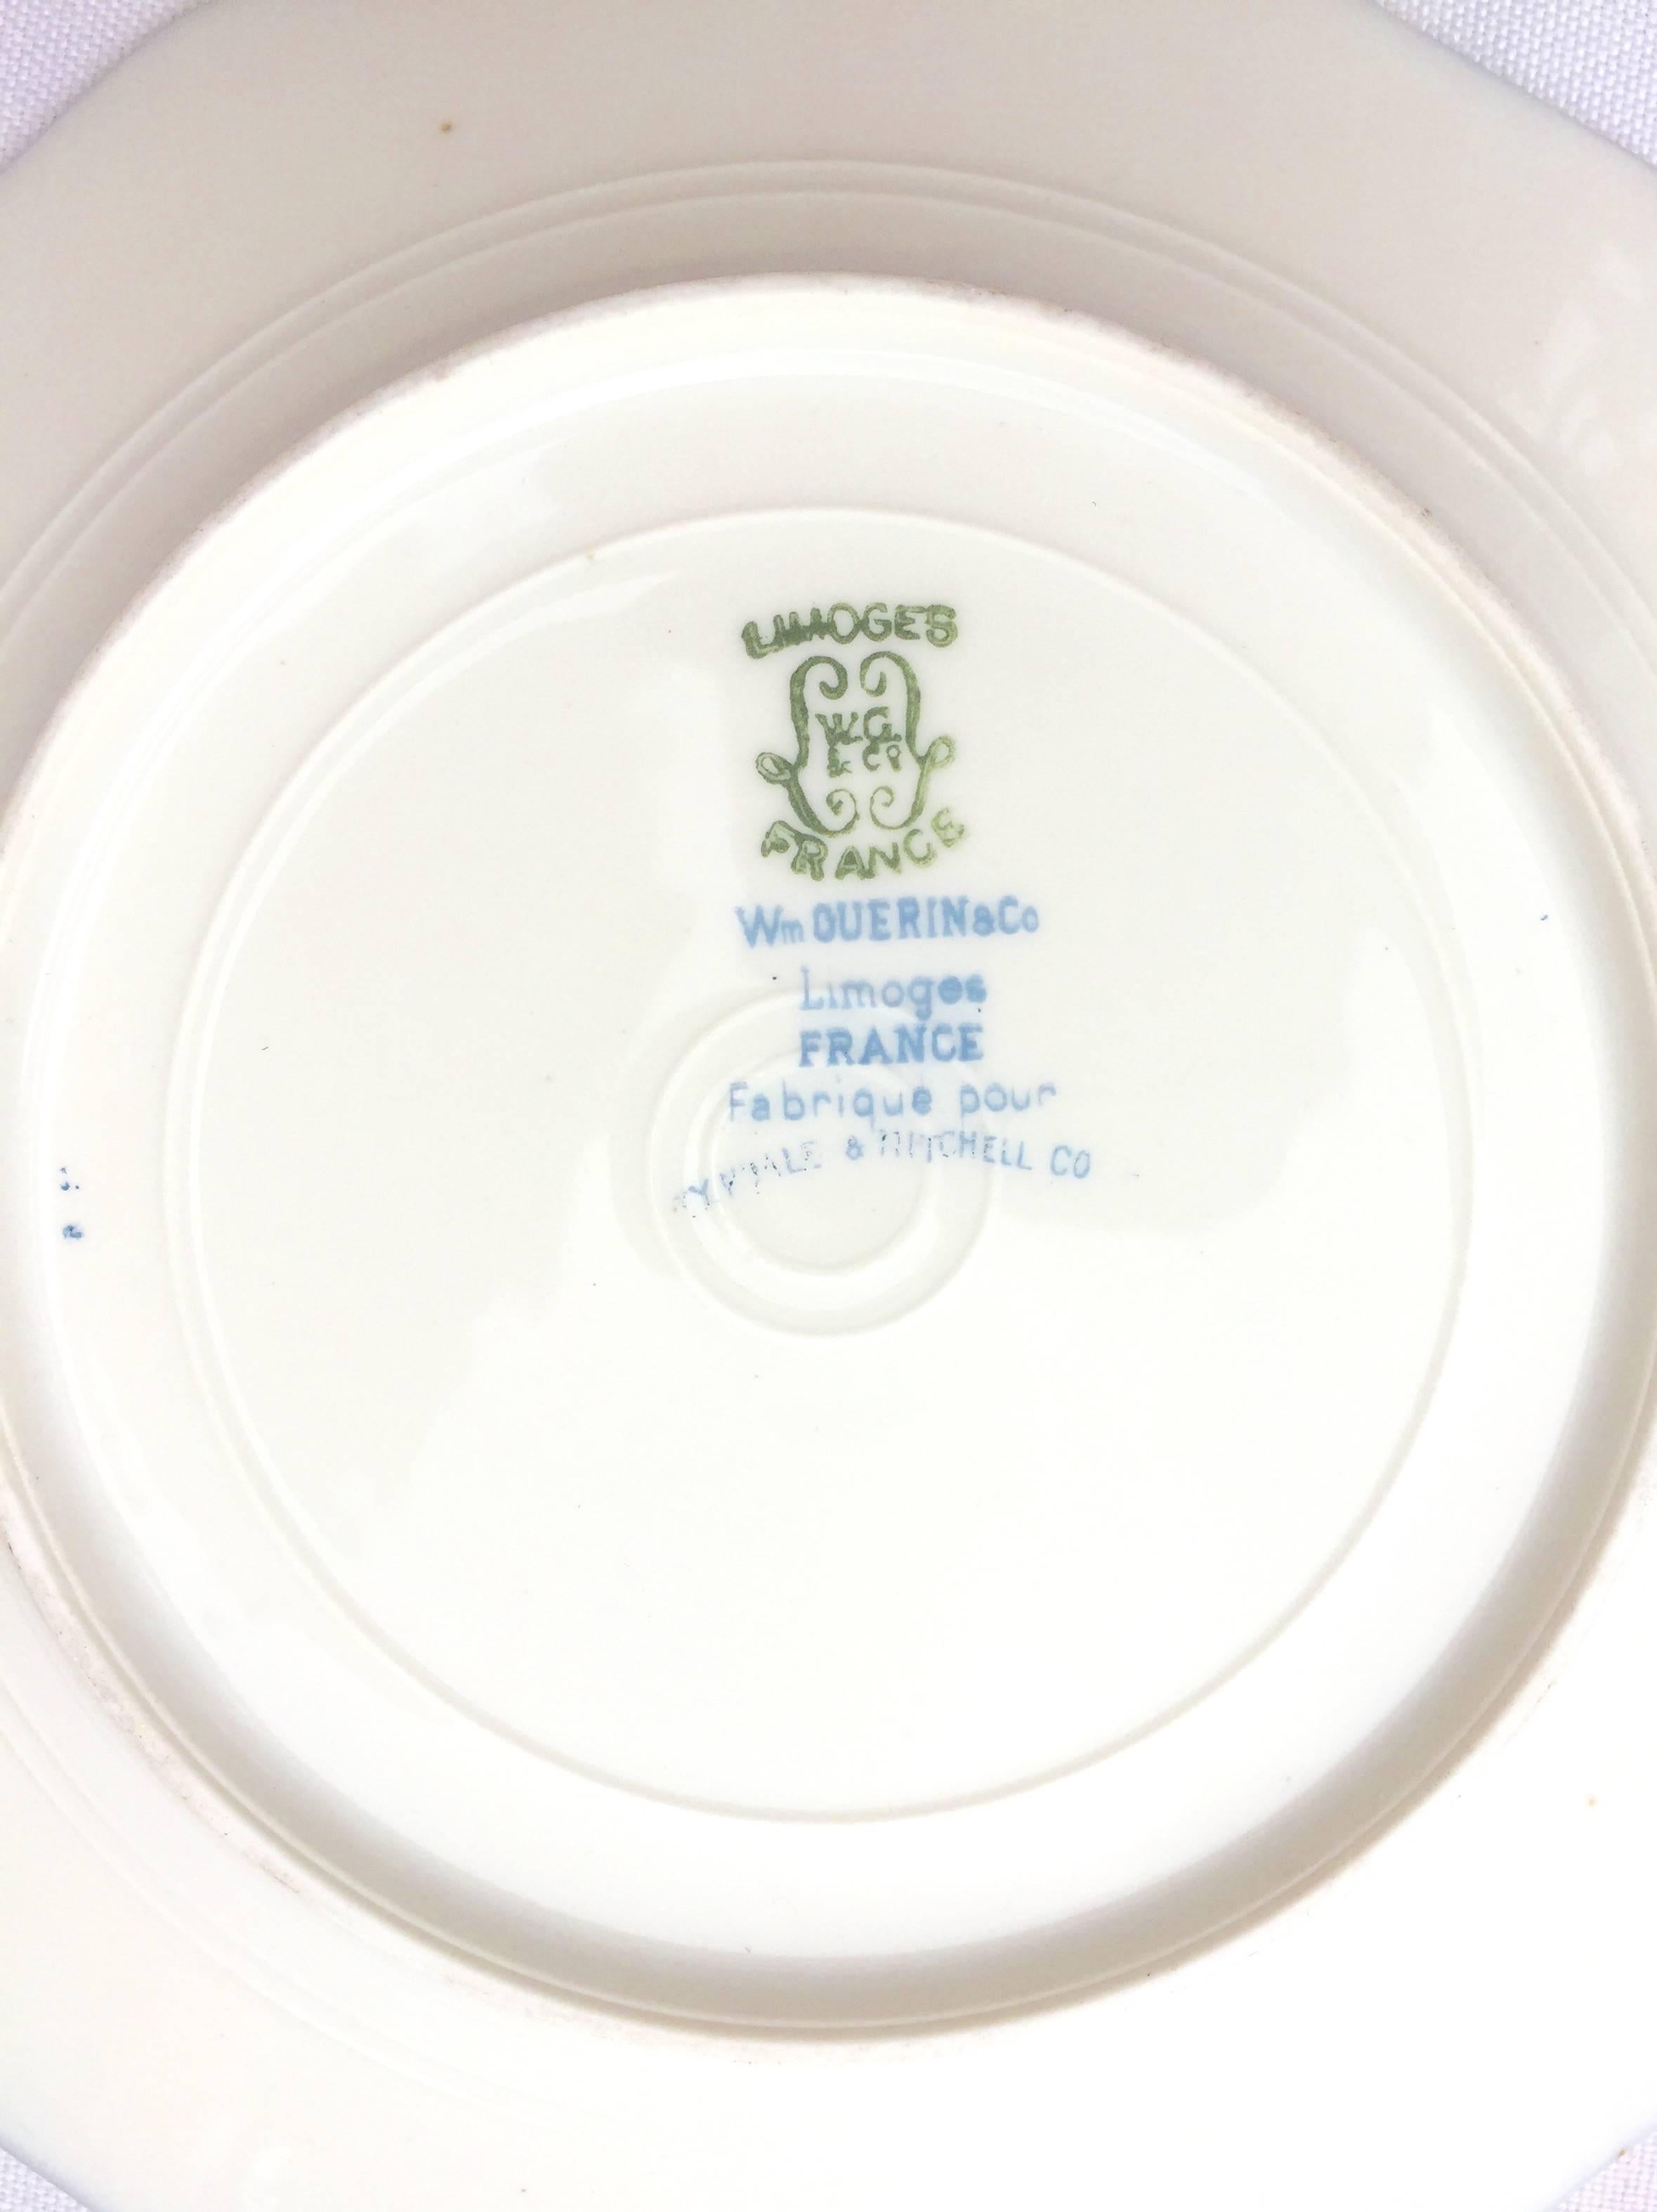 LIMOGES
W.G.
& Co
FRANCE
Wm GUERIN & Co
Limoges
FRANCE
Fabrique pour
& MITCHELL CO